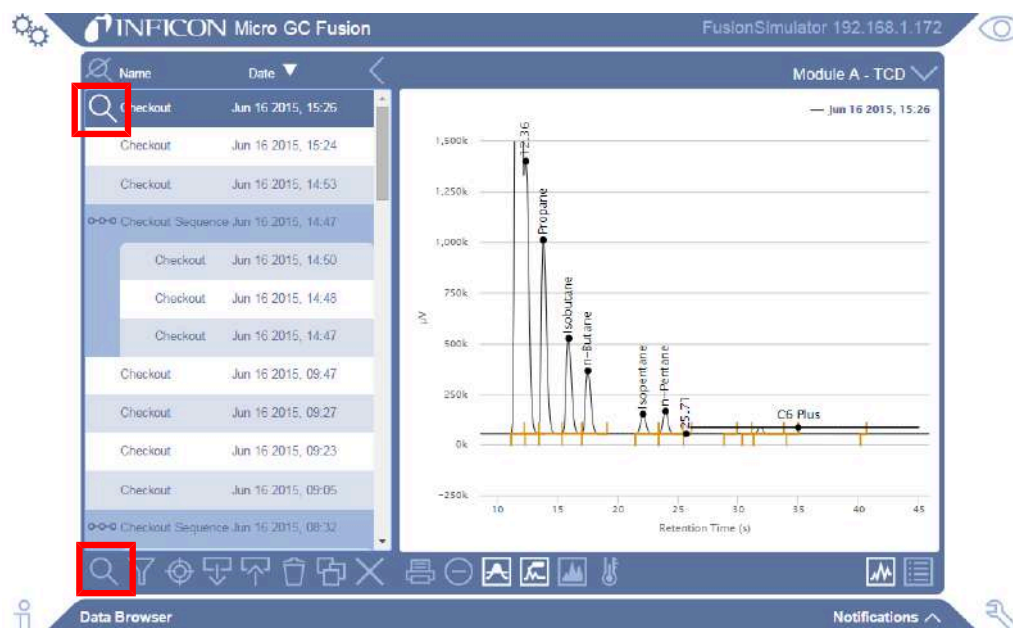 INFICON Micro GC Fusion
FusionSimulator 192.168.1.172
Name Date
Module A - TCD
Checkout Jun 16 2015, 15:26
Checkout Jun 16 2015, 15:24
Checkout Jun 16 2015, 14:53
Checkout Sequence Jun 16 2015, 14:47
Checkout Jun 16 2015, 14:50
Checkout Jun 16 2015, 14:48
Checkout Jun 16 2015, 14:47
Checkout Jun 16 2015, 09:47
Checkout Jun 16 2015, 09:27
Checkout Jun 16 2015, 09:23
Checkout Jun 16 2015, 09:05
Checkout Sequence Jun 16 2015, 08:32
Jun 16 2015, 15:26
1,500k
1,250k
1,000k
750k
500k
250k
0k
-250k
µV
12.36
Propane
Isobutane
n-Butane
Isopentane
n-Pentane
25.71
C6 Plus
10 15 20 25 30 35 40 45
Retention Time (s)
Data Browser
Notifications